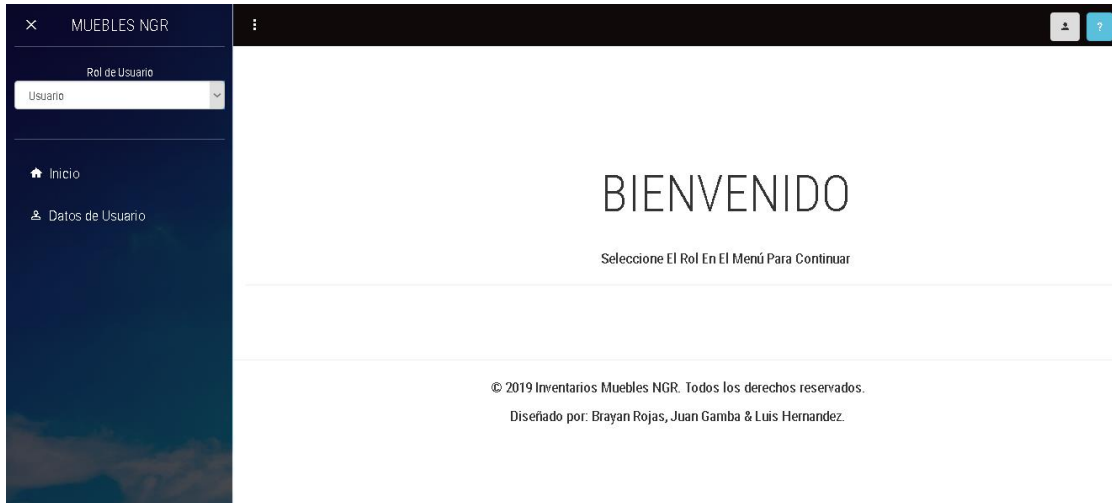 MUEBLES NGR
Rol de Usuario
Usuario
Inicio
Datos de Usuario
?
BIENVENIDO
Seleccione El Rol En El Menú Para Continuar
© 2019 Inventarios Muebles NGR. Todos los derechos reservados.
Diseñado por: Brayan Rojas, Juan Gamba & Luis Hernandez.